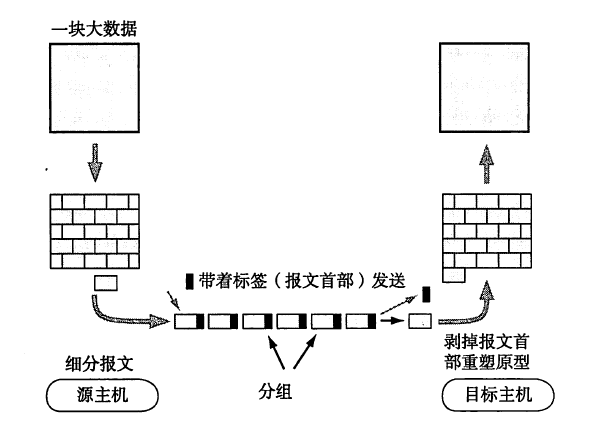 一块大数据
带着标签（报文首部）发送
细分报文
源主机
分组
剥掉报文首
部重塑原型
目标主机